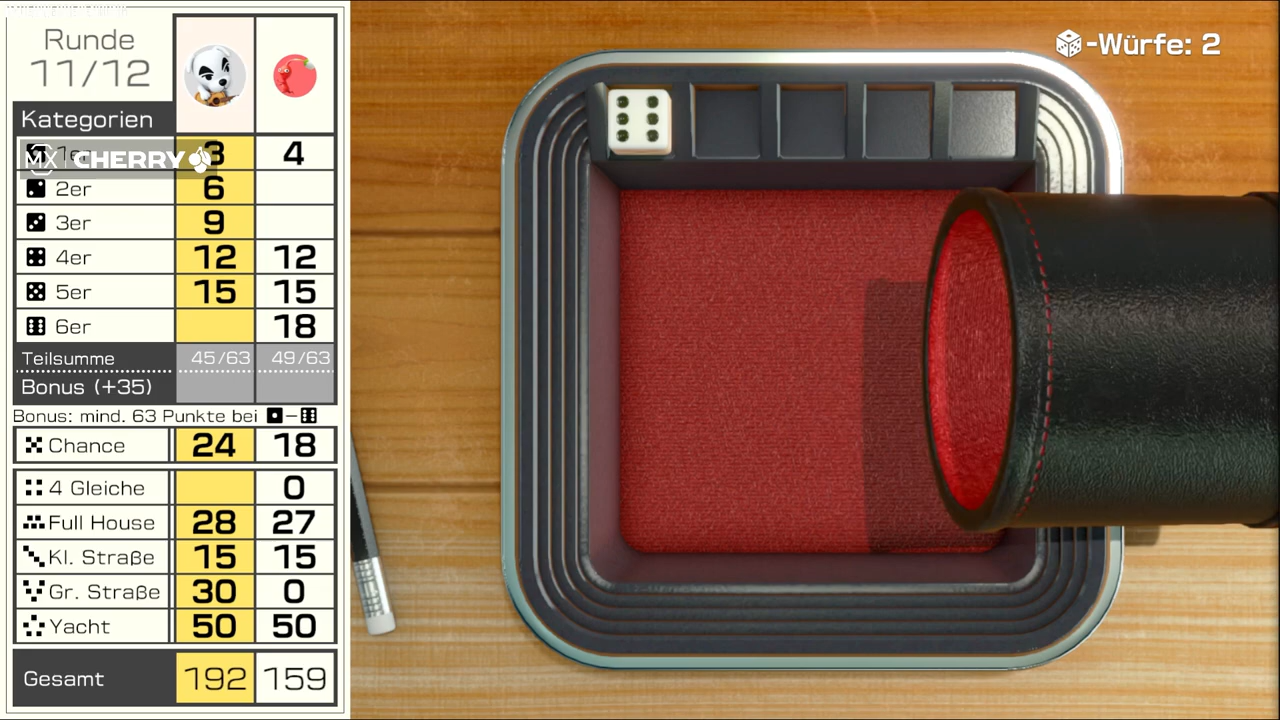 Runde
11/12
Kategorien
1er 3 4
MX CHERRY
2er 6
3er 9
4er 12 12
5er 15 15
6er 18
Teilsumme 45/63 49/63
Bonus (+35)
Bonus: mind. 63 Punkte bei -
Chance 24 18
4 Gleiche 0
Full House 28 27
Kl. Straße 15 15
Gr. Straße 30 0
Yacht 50 50
Gesamt 192 159
-Würfe: 2